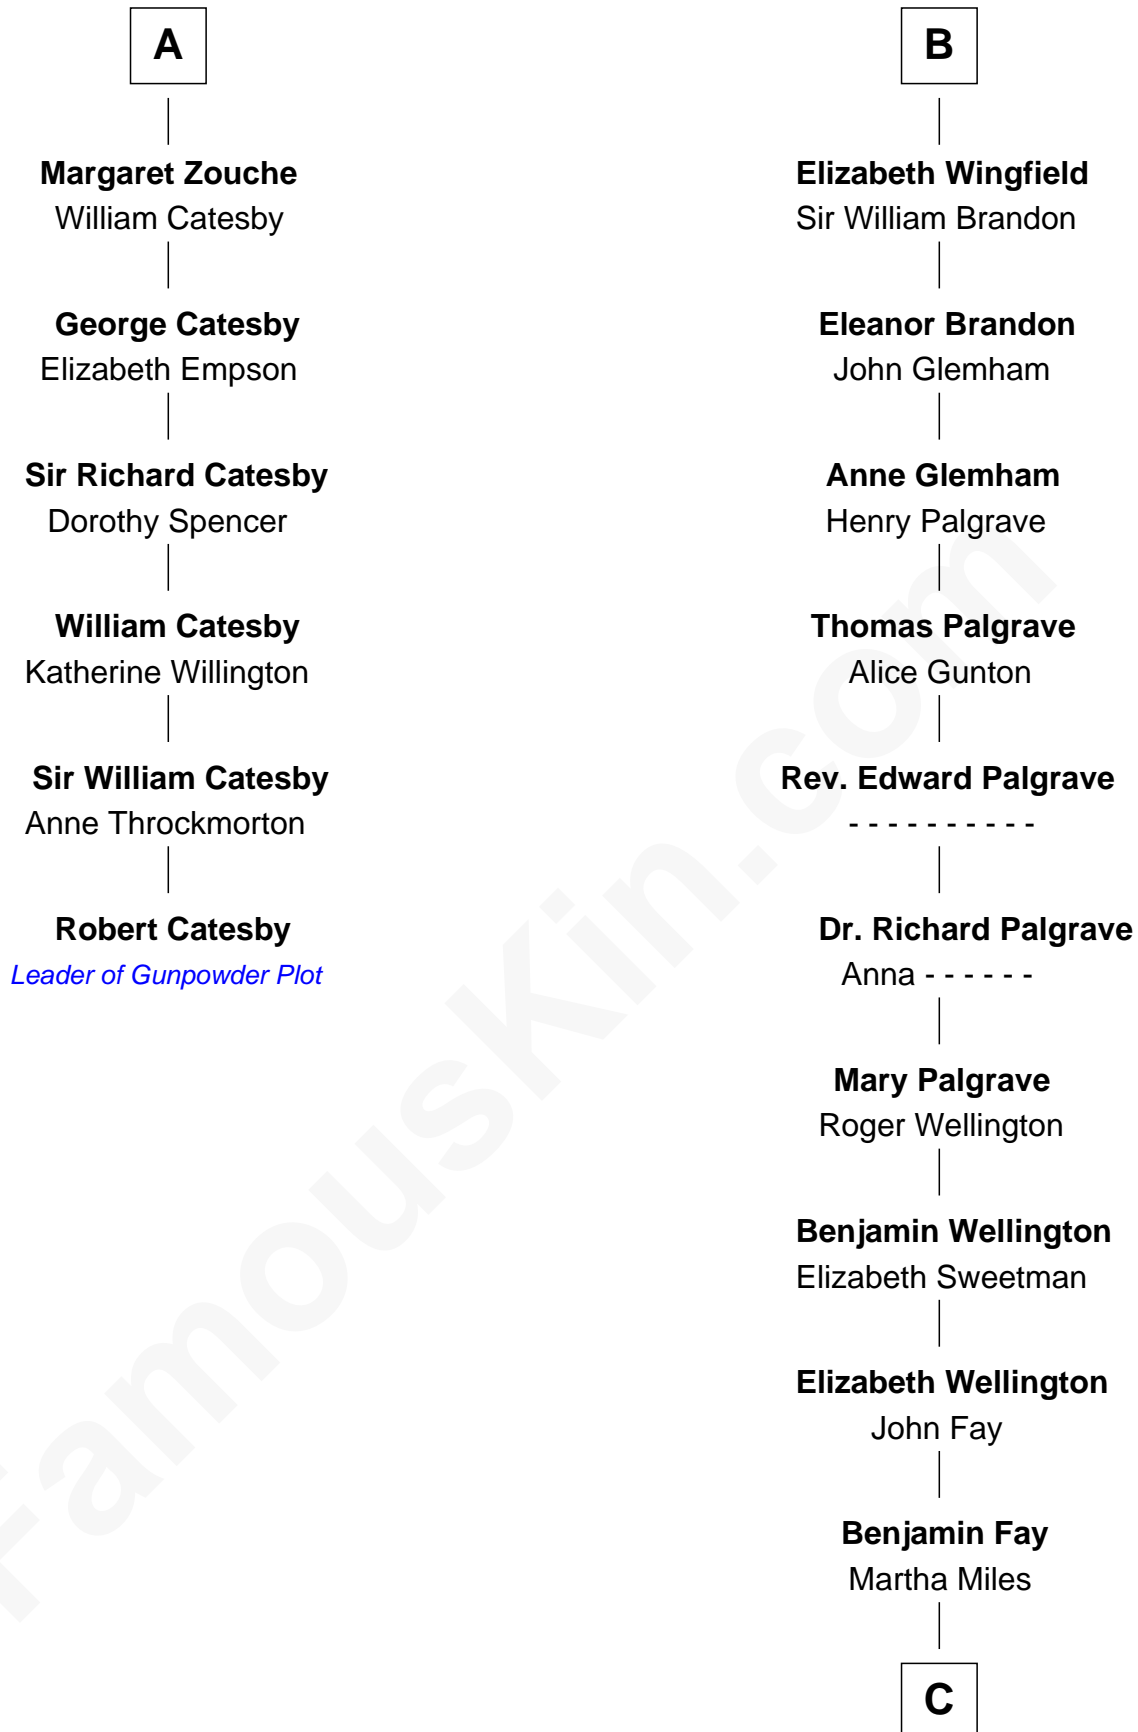 A
Margaret Zouche
William Catesby
George Catesby
Elizabeth Empson
Sir Richard Catesby
Dorothy Spencer
William Catesby
Katherine Willington
Sir William Catesby
Anne Throckmorton
Robert Catesby
Leader of Gunpowder Plot
B
Elizabeth Wingfield
Sir William Brandon
Eleanor Brandon
John Glemham
Anne Glemham
Henry Palgrave
Thomas Palgrave
Alice Gunton
Rev. Edward Palgrave
- - - - - - - - - -
Dr. Richard Palgrave
Anna - - - - - -
Mary Palgrave
Roger Wellington
Benjamin Wellington
Elizabeth Sweetman
Elizabeth Wellington
John Fay
Benjamin Fay
Martha Miles
C
FamousKin.com